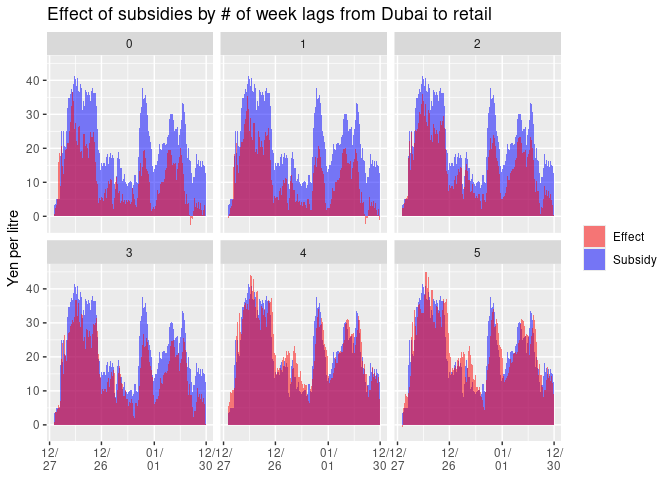 Effect of subsidies by # of week lags from Dubai to retail
0 1 2
40
30
20
10
0
3 4 5
40
30
20
10
0
Yen per litre
Effect
Subsidy
12/ 12/ 01/ 12/ 12/ 12/ 01/ 12/ 12/ 12/ 01/ 12/
27 26 01 30 27 26 01 30 27 26 01 30